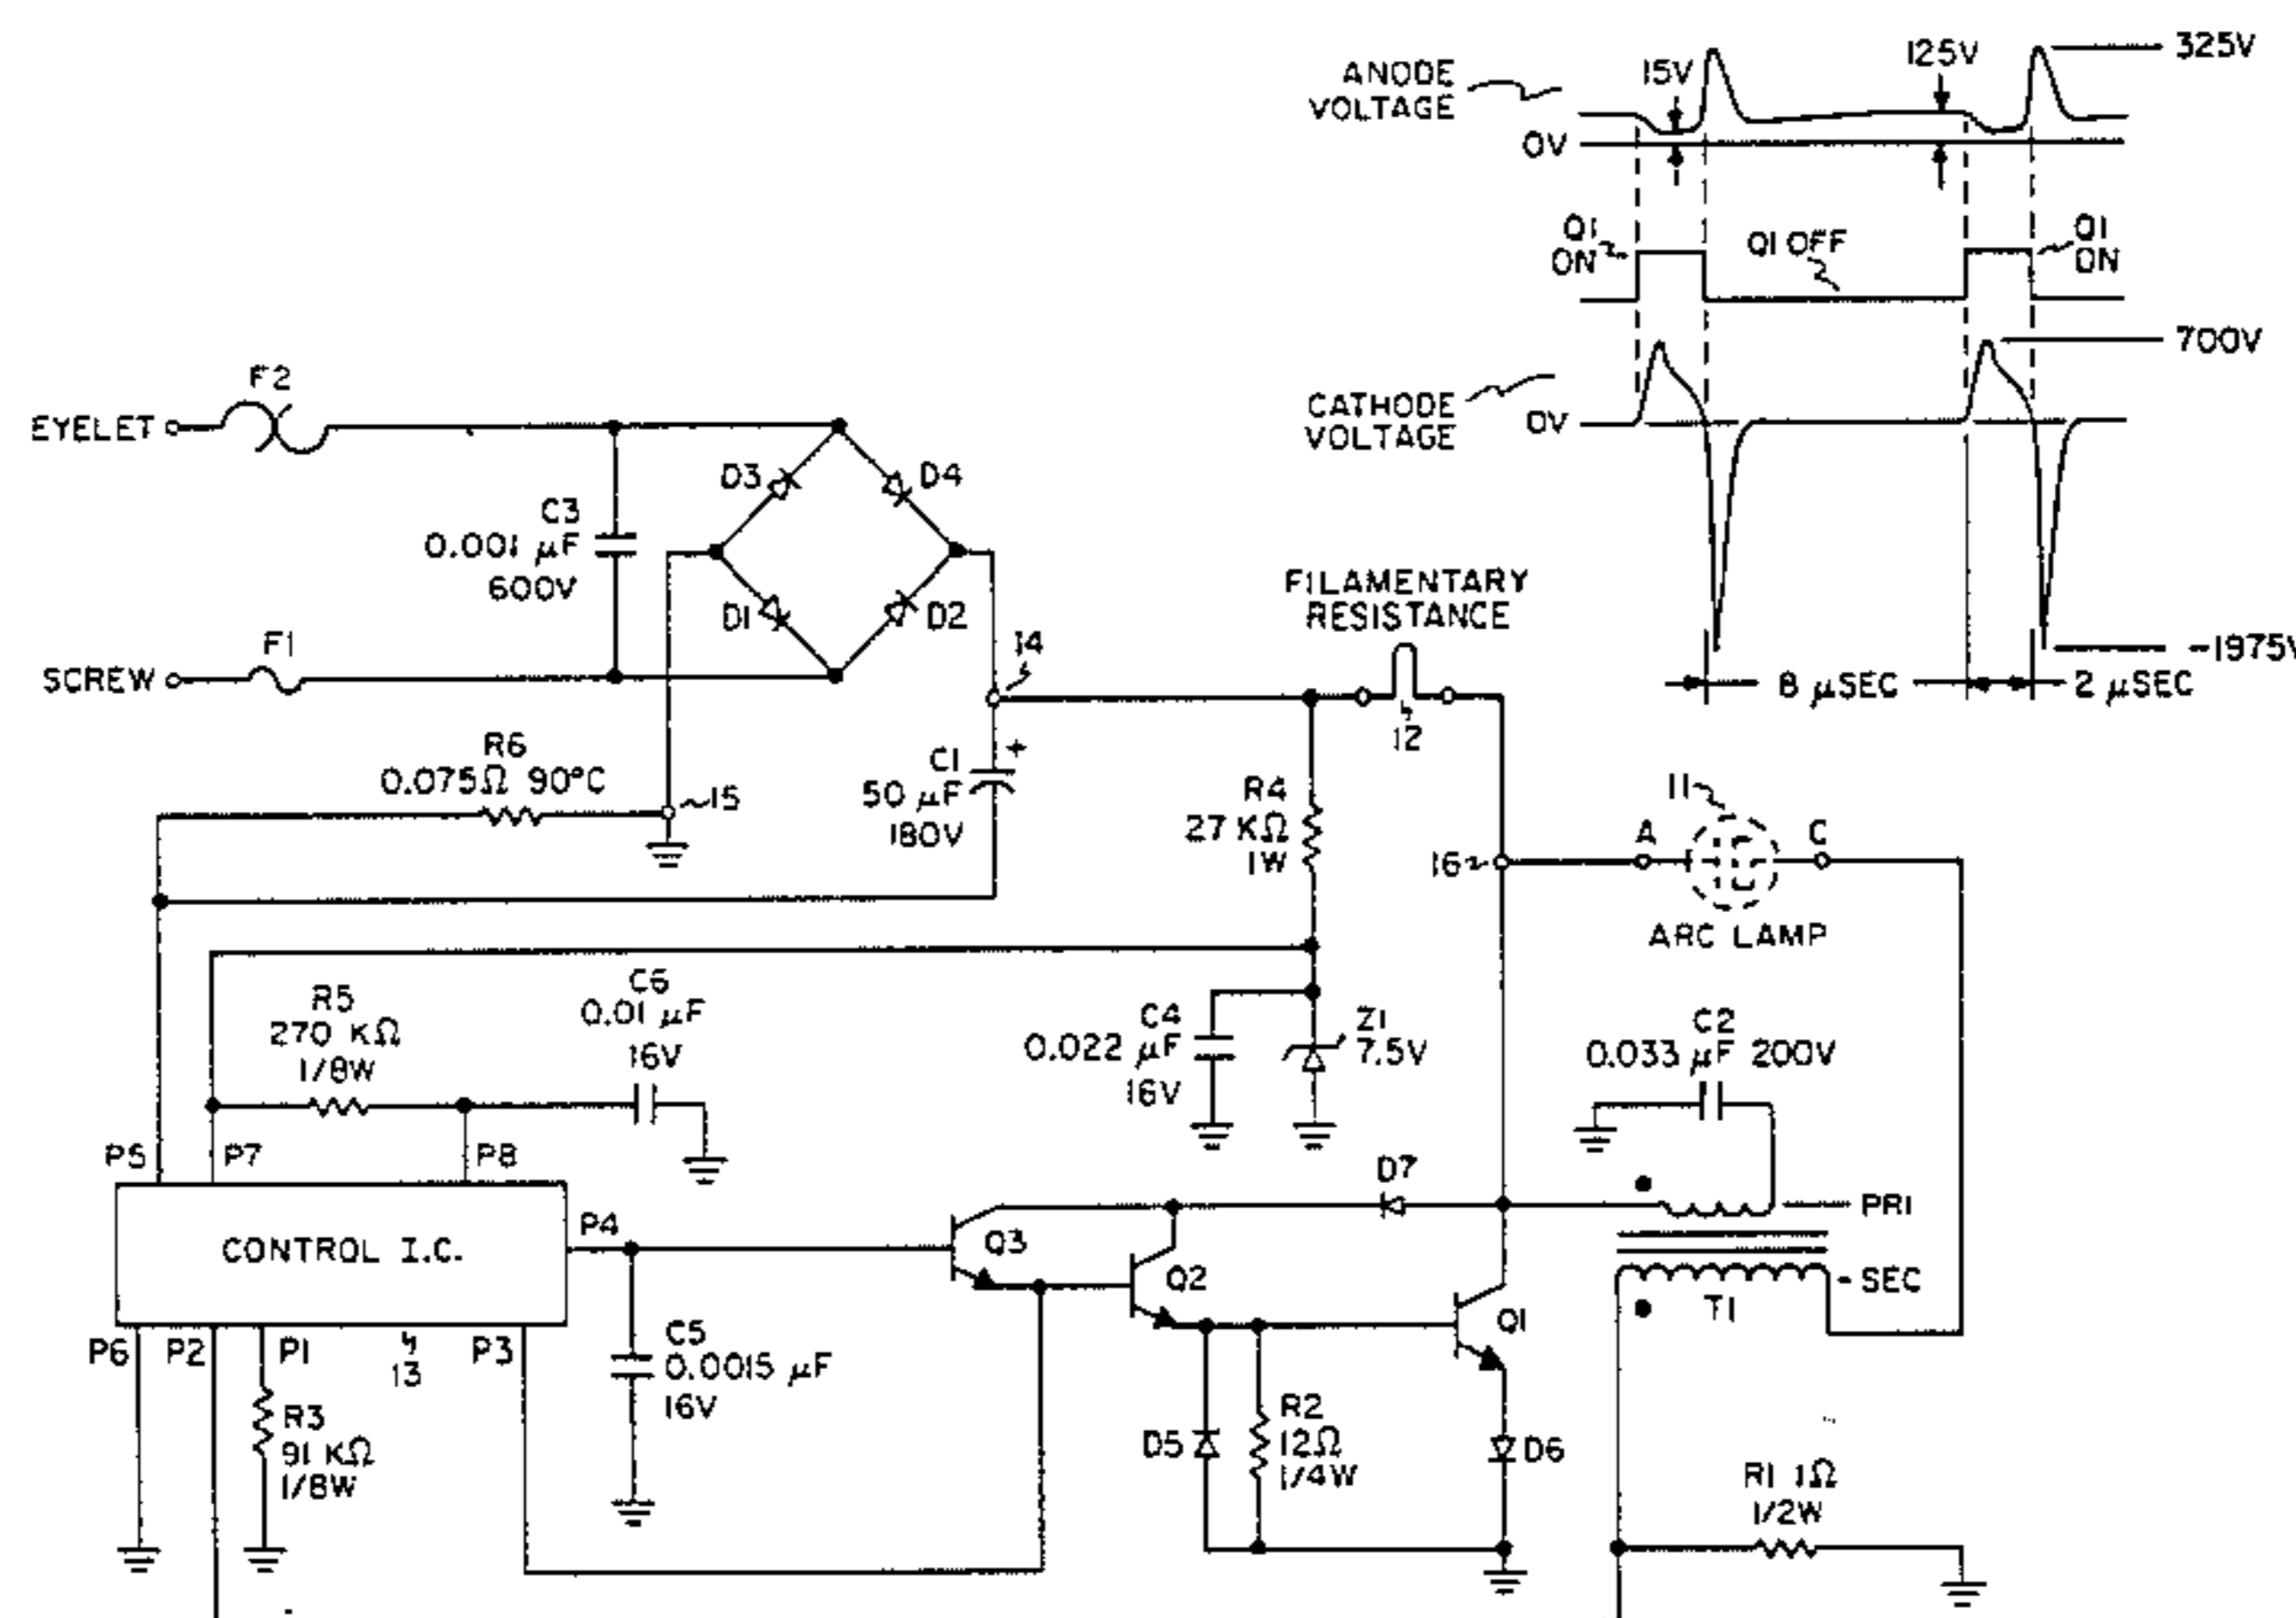 ANODE
VOLTAGE
15V
125V
325V
0V
Q1
ON
Q1 OFF
Q1
ON
700V
CATHODE
VOLTAGE
0V
-1975V
8 µSEC
2 µSEC
EYELET
F2
C3
0.001 µF
600V
D3
D4
D1
D2
SCREW
F1
14
FILAMENTARY
RESISTANCE
12
R6
0.075Ω 90°C
15
C1
50 µF
180V
+
R4
27 KΩ
1W
16
11
A
C
ARC LAMP
R5
270 KΩ
1/8W
C6
0.01 µF
16V
C4
0.022 µF
16V
Z1
7.5V
C2
0.033 µF 200V
P5
P7
P8
D7
PRI
CONTROL I.C.
P4
Q3
Q2
SEC
T1
Q1
P6
P2
P1
13
P3
C5
0.0015 µF
16V
R3
91 KΩ
1/8W
D5
R2
12Ω
1/4W
D6
R1 1Ω
1/2W